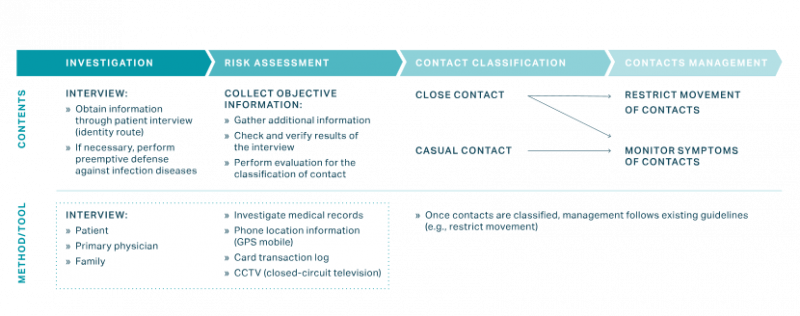 INVESTIGATION
RISK ASSESSMENT
CONTACT CLASSIFICATION
CONTACTS MANAGEMENT
CONTENTS
INTERVIEW:
» Obtain information
through patient interview
(identity route)
» If necessary, perform
preemptive defense
against infection diseases
COLLECT OBJECTIVE
INFORMATION:
» Gather additional information
» Check and verify results of
the interview
» Perform evaluation for the
classification of contact
CLOSE CONTACT
CASUAL CONTACT
RESTRICT MOVEMENT
OF CONTACTS
MONITOR SYMPTOMS
OF CONTACTS
METHOD/TOOL
INTERVIEW:
» Patient
» Primary physician
» Family
» Investigate medical records
» Phone location information
(GPS mobile)
» Card transaction log
» CCTV (closed-circuit television)
» Once contacts are classified, management follows existing guidelines
(e.g., restrict movement)